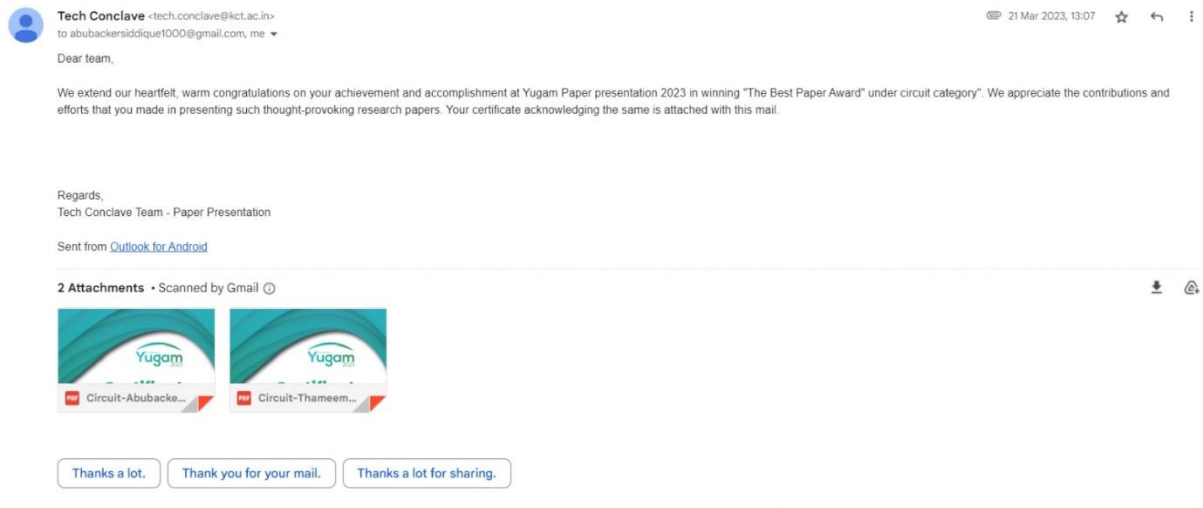 Tech Conclave <tech.conclave@kct.ac.in>
21 Mar 2023, 13:07
to abubackersiddique1000@gmail.com, me
Dear team,
We extend our heartfelt, warm congratulations on your achievement and accomplishment at Yugam Paper presentation 2023 in winning "The Best Paper Award" under circuit category". We appreciate the contributions and
efforts that you made in presenting such thought-provoking research papers. Your certificate acknowledging the same is attached with this mail.
Regards,
Tech Conclave Team - Paper Presentation
Sent from Outlook for Android
2 Attachments • Scanned by Gmail
Yugam
Yugam
PDF Circuit-Abubacke...
PDF Circuit-Thameem...
Thanks a lot.
Thank you for your mail.
Thanks a lot for sharing.